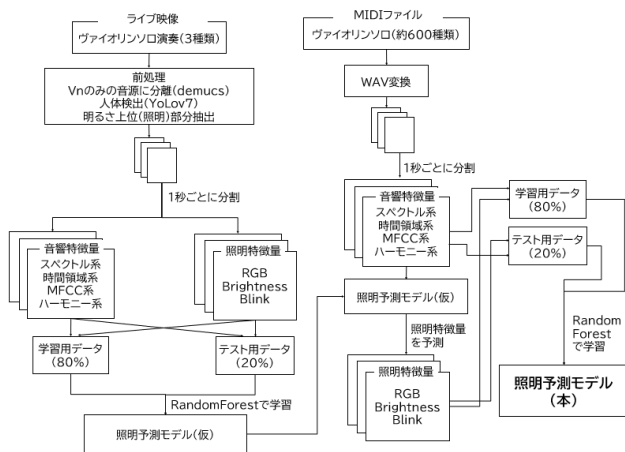 ライブ映像
ヴァイオリンソロ演奏(3種類)
前処理
Vnのみの音源に分離(demucs)
人体検出(YoLov7)
明るさ上位(照明)部分抽出
1秒ごとに分割
音響特徴量
スペクトル系
時間領域系
MFCC系
ハーモニー系
照明特徴量
RGB
Brightness
Blink
学習用データ
(80%)
テスト用データ
(20%)
RandomForestで学習
照明予測モデル(仮)
MIDIファイル
ヴァイオリンソロ(約600種類)
WAV変換
1秒ごとに分割
音響特徴量
スペクトル系
時間領域系
MFCC系
ハーモニー系
学習用データ
(80%)
テスト用データ
(20%)
照明予測モデル(仮)
照明特徴量
を予測
照明特徴量
RGB
Brightness
Blink
Random
Forest
で学習
照明予測モデル
(本)